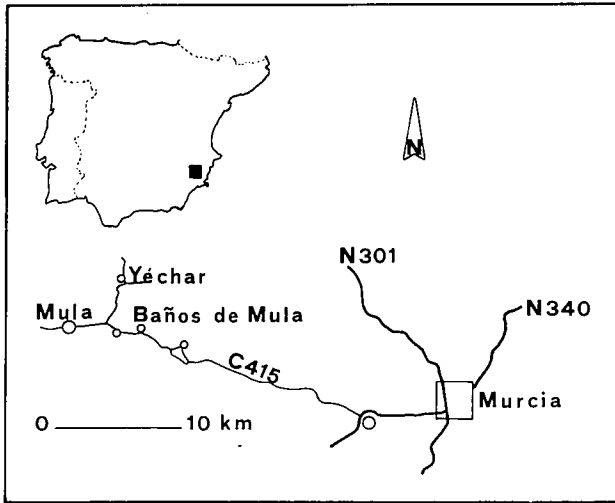 N
N301
Yéchar
N340
Mula
Baños de Mula
C415
Murcia
0 10 km